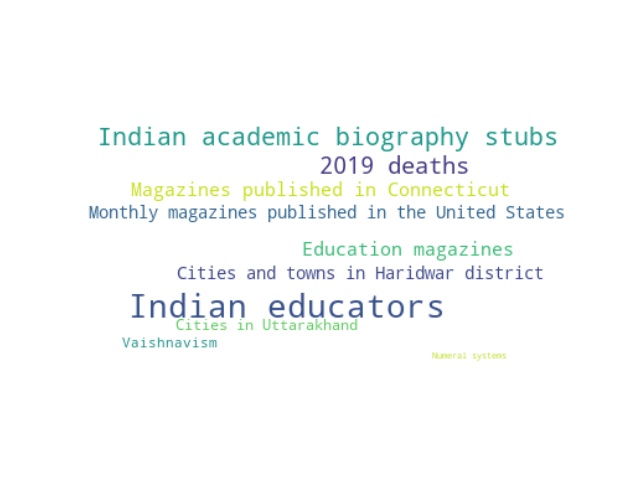 Indian academic biography stubs
2019 deaths
Magazines published in Connecticut
Monthly magazines published in the United States
Education magazines
Cities and towns in Haridwar district
Indian educators
Cities in Uttarakhand
Vaishnavism
Numeral systems